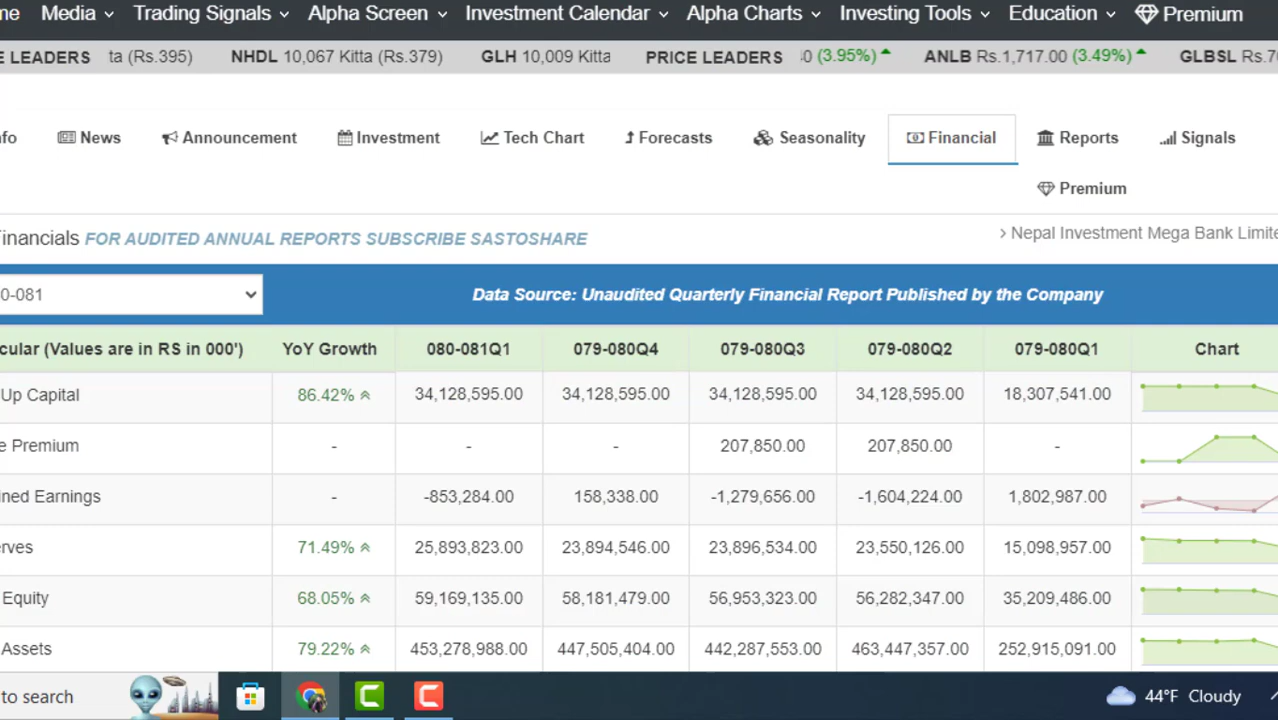 ne Media Trading Signals Alpha Screen Investment Calendar Alpha Charts Investing Tools Education Premium
E LEADERS ta (Rs.395) NHDL 10,067 Kitta (Rs.379) GLH 10,009 Kitta PRICE LEADERS 0 (3.95%) ANLB Rs.1,717.00 (3.49%) GLBSL Rs.70
nfo News Announcement Investment Tech Chart Forecasts Seasonality Financial Reports Signals
Premium
Financials FOR AUDITED ANNUAL REPORTS SUBSCRIBE SASTOSHARE
› Nepal Investment Mega Bank Limite
0-081 Data Source: Unaudited Quarterly Financial Report Published by the Company
cular (Values are in RS in 000') YoY Growth 080-081Q1 079-080Q4 079-080Q3 079-080Q2 079-080Q1 Chart
Up Capital 86.42% 34,128,595.00 34,128,595.00 34,128,595.00 34,128,595.00 18,307,541.00
e Premium - - - 207,850.00 207,850.00 -
ined Earnings - -853,284.00 158,338.00 -1,279,656.00 -1,604,224.00 1,802,987.00
erves 71.49% 25,893,823.00 23,894,546.00 23,896,534.00 23,550,126.00 15,098,957.00
Equity 68.05% 59,169,135.00 58,181,479.00 56,953,323.00 56,282,347.00 35,209,486.00
Assets 79.22% 453,278,988.00 447,505,404.00 442,287,553.00 463,447,357.00 252,915,091.00
to search 44°F Cloudy